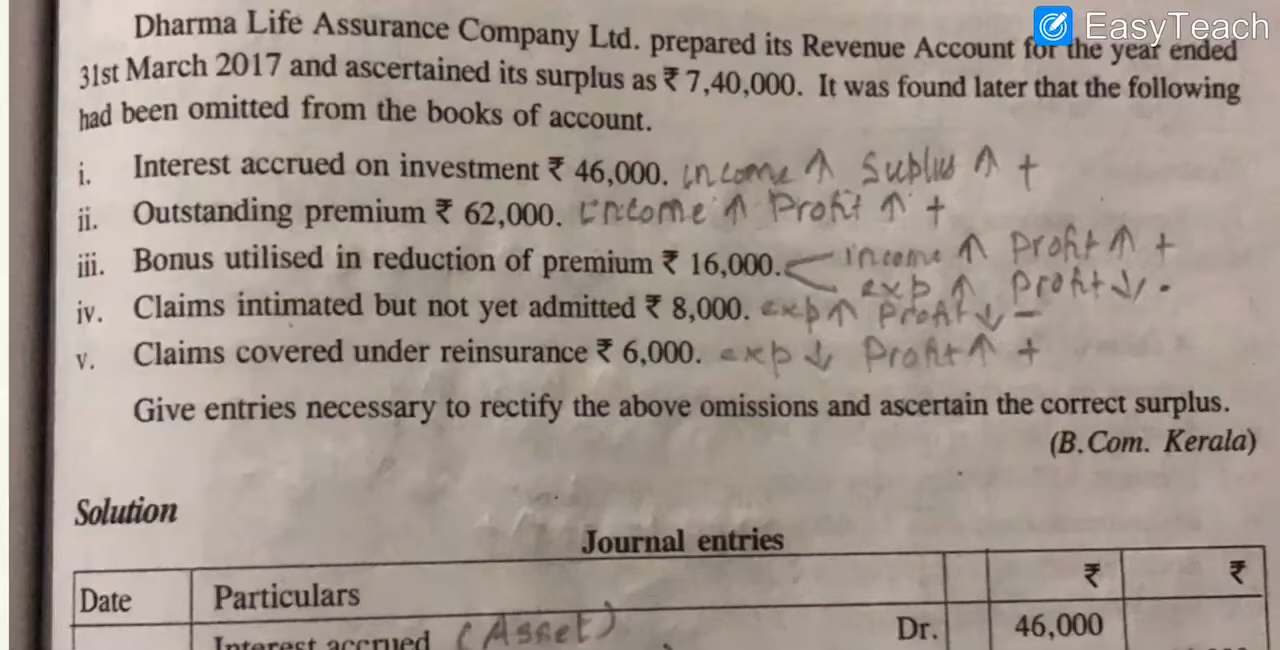 EasyTeach
Dharma Life Assurance Company Ltd. prepared its Revenue Account for the year ended
31st March 2017 and ascertained its surplus as ₹ 7,40,000. It was found later that the following
had been omitted from the books of account.
i. Interest accrued on investment ₹ 46,000. income ↑ Surplus ↑ +
ii. Outstanding premium ₹ 62,000. income ↑ Profit ↑ +
iii. Bonus utilised in reduction of premium ₹ 16,000. income ↑ Profit ↑ +
exp ↑ Profit ↓ -
iv. Claims intimated but not yet admitted ₹ 8,000. exp ↑ Profit ↓ -
v. Claims covered under reinsurance ₹ 6,000. exp ↓ Profit ↑ +
Give entries necessary to rectify the above omissions and ascertain the correct surplus.
(B.Com. Kerala)
Solution
Journal entries
Date Particulars ₹ ₹
Interest accrued (Asset) Dr. 46,000